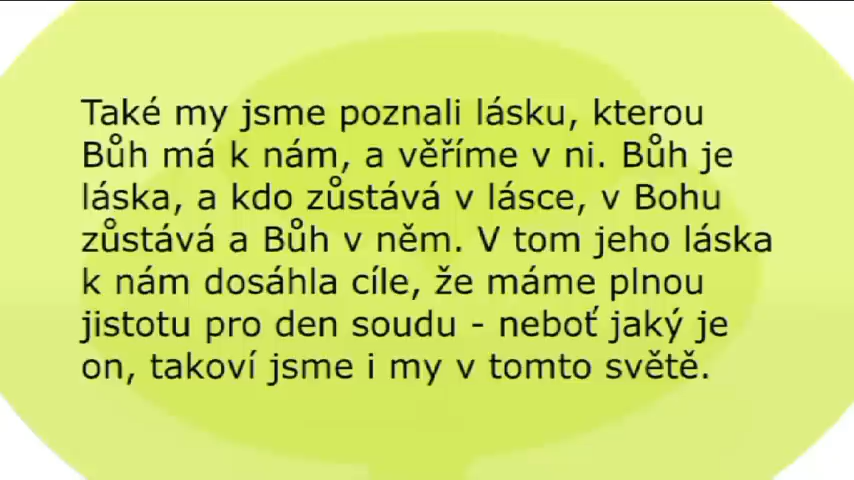 Také my jsme poznali lásku, kterou
Bůh má k nám, a věříme v ni. Bůh je
láska, a kdo zůstává v lásce, v Bohu
zůstává a Bůh v něm. V tom jeho láska
k nám dosáhla cíle, že máme plnou
jistotu pro den soudu - neboť jaký je
on, takoví jsme i my v tomto světě.